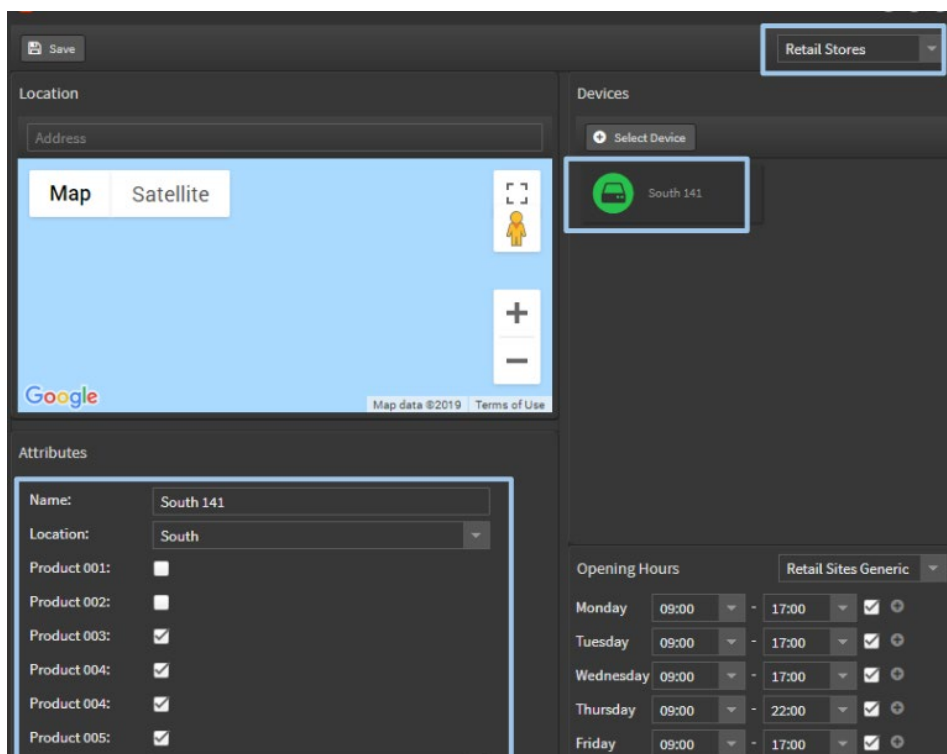 Save
Retail Stores
Location
Address
Map Satellite
Google
Map data ©2019 Terms of Use
Devices
Select Device
South 141
Attributes
Name: South 141
Location: South
Product 001:
Product 002:
Product 003:
Product 004:
Product 004:
Product 005:
Opening Hours Retail Sites Generic
Monday 09:00 - 17:00
Tuesday 09:00 - 17:00
Wednesday 09:00 - 17:00
Thursday 09:00 - 22:00
Friday 09:00 - 17:00